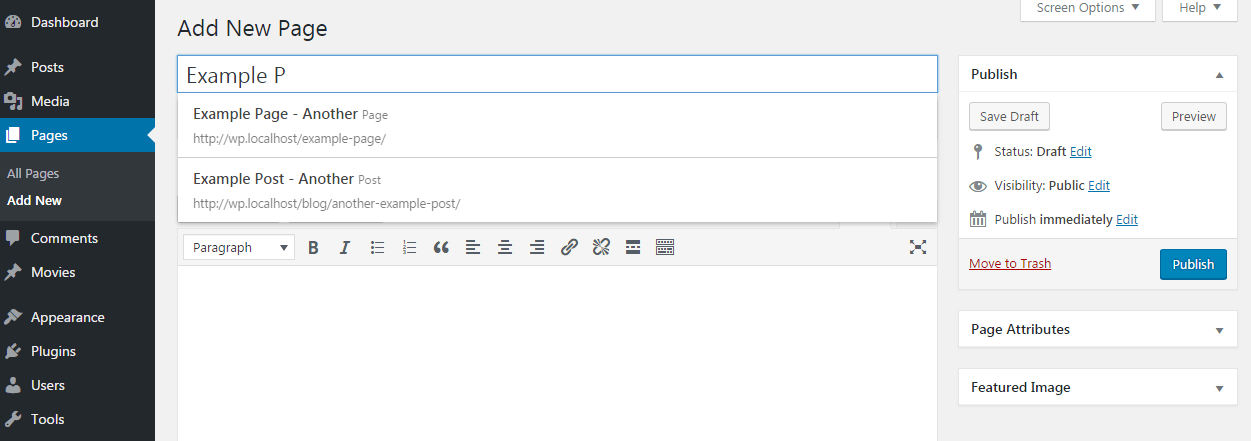 Dashboard
Posts
Media
Pages
All Pages
Add New
Comments
Movies
Appearance
Plugins
Users
Tools
Screen Options
Help
Add New Page
Example P
Example Page - Another Page
http://wp.localhost/example-page/
Example Post - Another Post
http://wp.localhost/blog/another-example-post/
Paragraph
B I
Publish
Save Draft
Preview
Status: Draft Edit
Visibility: Public Edit
Publish immediately Edit
Move to Trash
Publish
Page Attributes
Featured Image